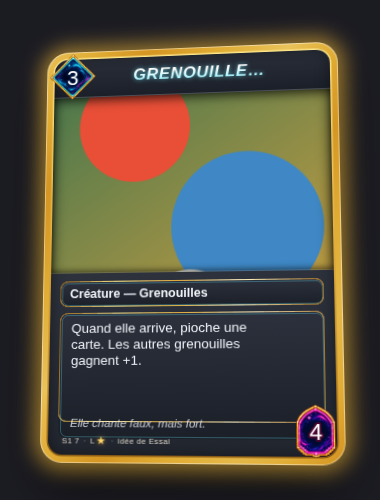 3
GRENOUILLE…
Créature — Grenouilles
Quand elle arrive, pioche une
carte. Les autres grenouilles
gagnent +1.
Elle chante faux, mais fort.
S1 7 · L ★ · Idée de Essai
4